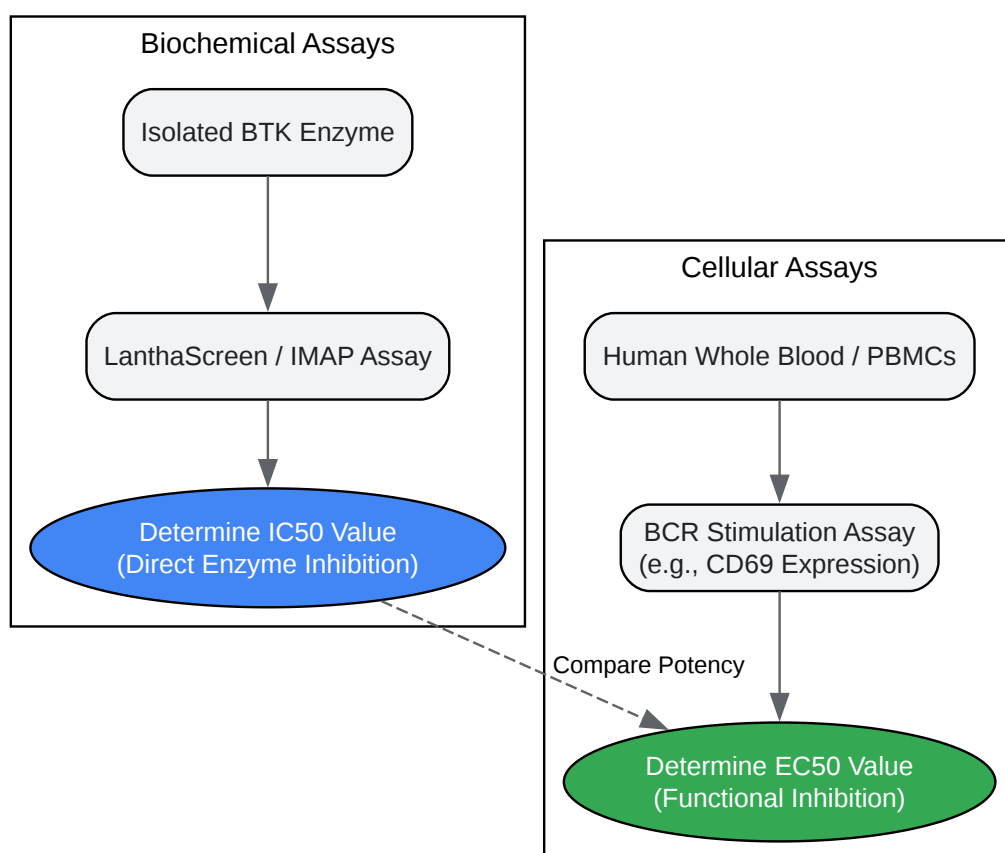 Biochemical Assays
Isolated BTK Enzyme
LanthaScreen / IMAP Assay
Determine IC50 Value
(Direct Enzyme Inhibition)
Cellular Assays
Human Whole Blood / PBMCs
BCR Stimulation Assay
(e.g., CD69 Expression)
Compare Potency
Determine EC50 Value
(Functional Inhibition)